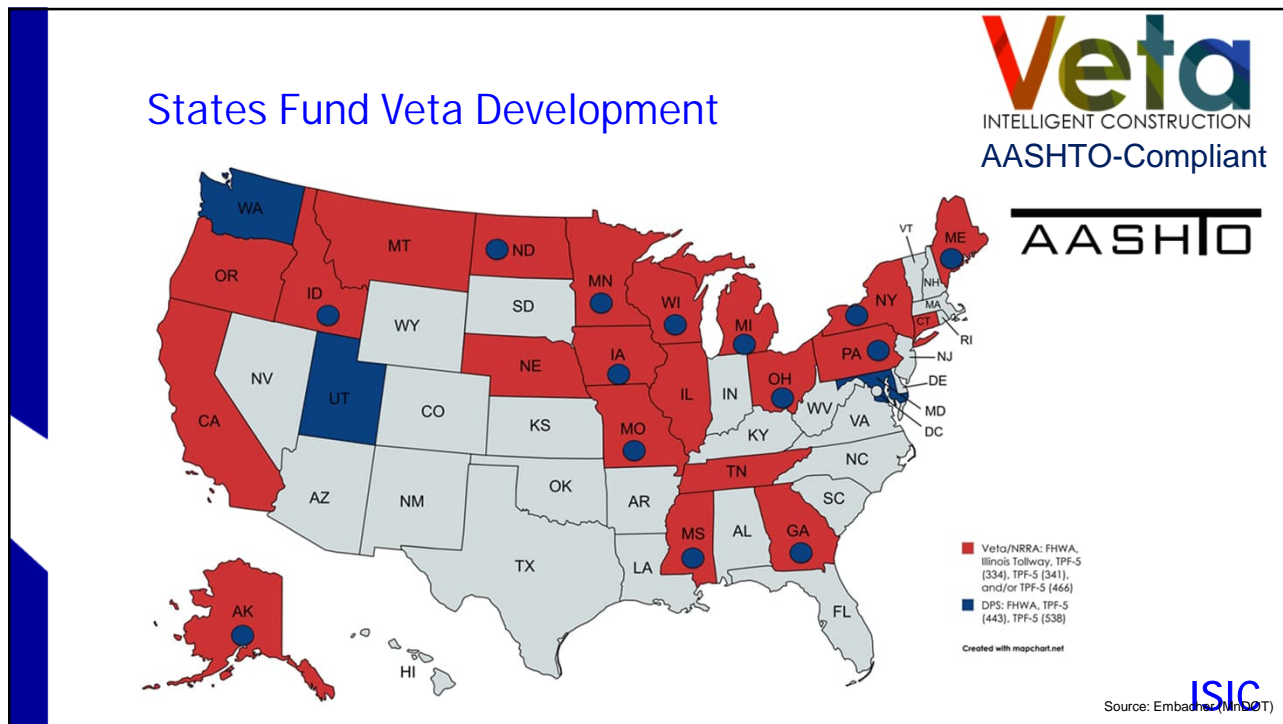 Veta
INTELLIGENT CONSTRUCTION
AASHTO-Compliant
AASHTO
States Fund Veta Development
WA
MT
ND
MN
OR
ID
SD
WI
MI
NY
VT
ME
NH
MA
CT
RI
WY
IA
PA
NJ
NE
NV
UT
IL
IN
OH
DE
MD
DC
CA
CO
KS
MO
WV
VA
KY
NC
TN
AZ
NM
OK
AR
SC
MS
AL
GA
TX
LA
FL
AK
HI
Veta/NRRA: FHWA,
Illinois Tollway, TPF-5
(334), TPF-5 (341),
and/or TPF-5 (466)
DPS: FHWA, TPF-5
(443), TPF-5 (538)
Created with mapchart.net
ISIC
Source: Embacher (MnDOT)